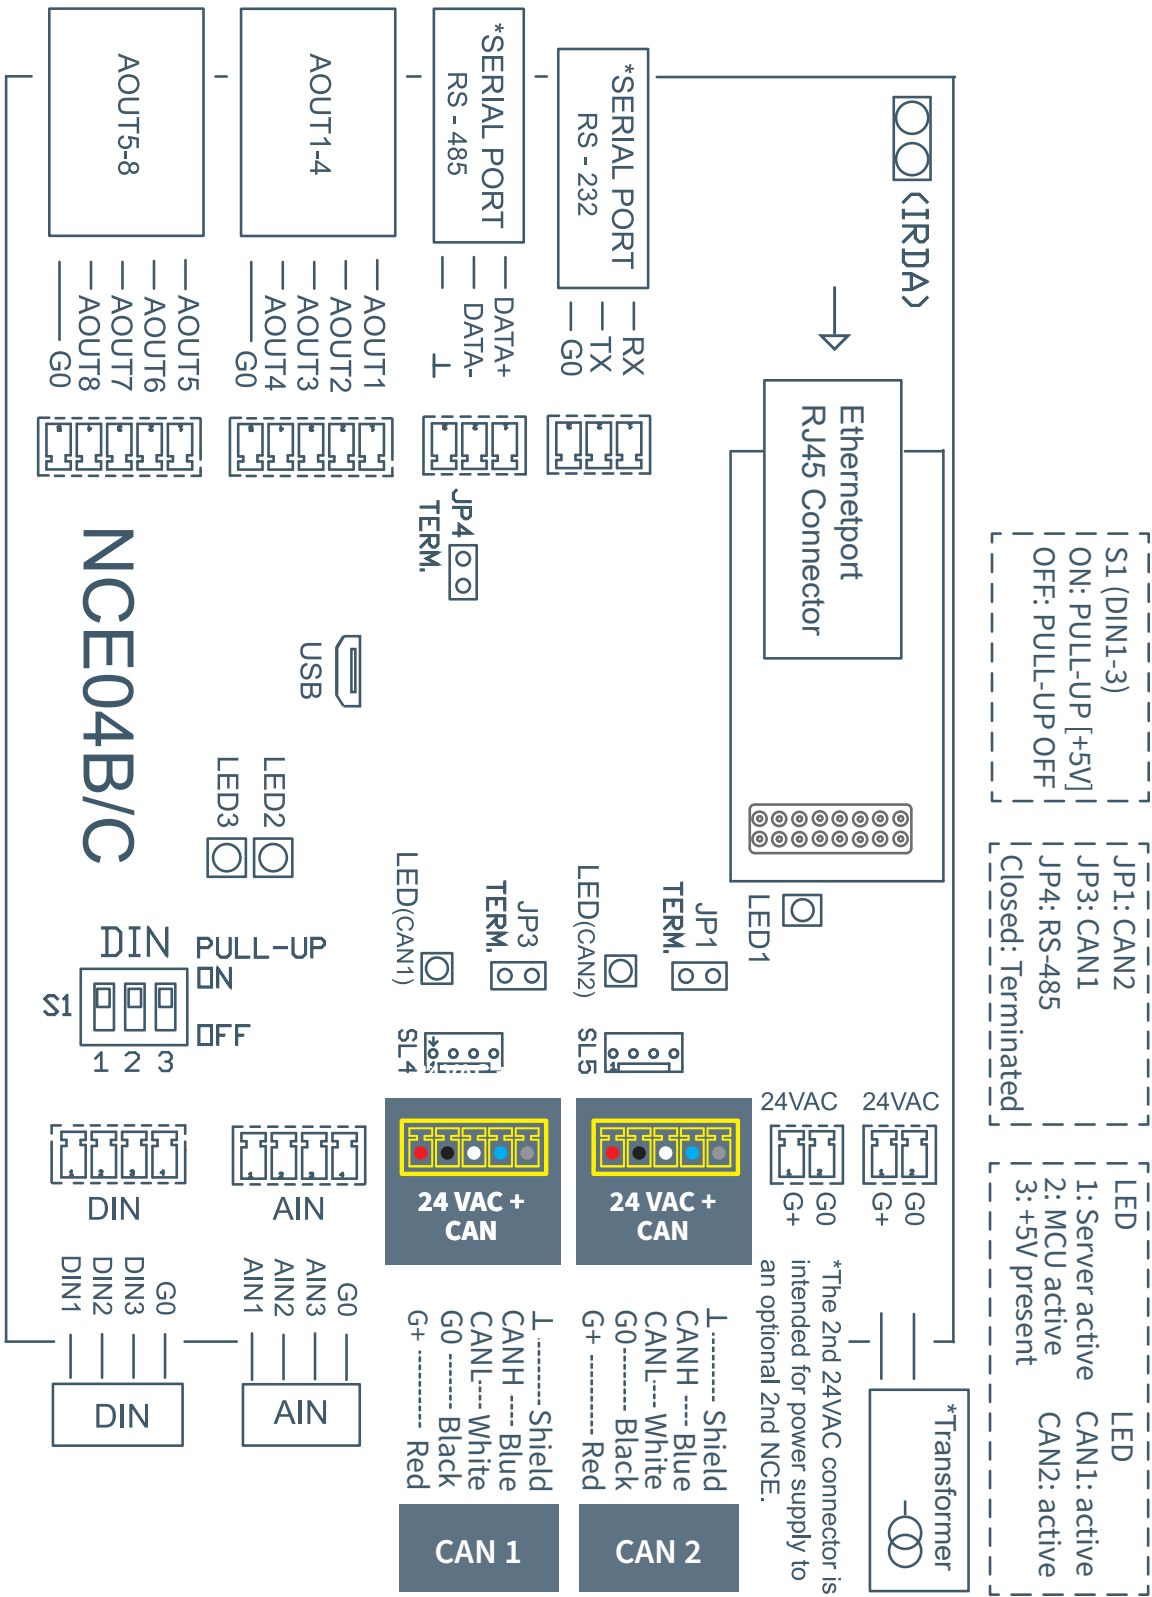 AOUT5-8
AOUT1-4
*SERIAL PORT
RS - 485
*SERIAL PORT
RS - 232
(IRDA)
AOUT5
AOUT6
AOUT7
AOUT8
G0
AOUT1
AOUT2
AOUT3
AOUT4
G0
DATA+
DATA-
⊥
RX
TX
G0
Ethernetport
RJ45 Connector
JP4
TERM.
NCE04B/C
USB
LED3
LED2
LED(CAN1)
JP3
TERM.
LED(CAN2)
JP1
TERM.
LED1
DIN
PULL-UP
ON
OFF
S1
1 2 3
SL4
SL5
24VAC
24VAC
G+
G0
G+
G0
24 VAC +
CAN
24 VAC +
CAN
DIN
AIN
DIN1
DIN2
DIN3
G0
AIN1
AIN2
AIN3
G0
DIN
AIN
⊥--------Shield
CANH ----Blue
CANL---White
G0-------Black
G+ --------Red
CAN 1
⊥--------Shield
CANH ----Blue
CANL---White
G0-------Black
G+ --------Red
CAN 2
*The 2nd 24VAC connector is
intended for power supply to
an optional 2nd NCE.
*Transformer
S1 (DIN1-3)
ON: PULL-UP [+5V]
OFF: PULL-UP OFF
JP1: CAN2
JP3: CAN1
JP4: RS-485
Closed: Terminated
LED
1: Server active
2: MCU active
3: +5V present
LED
CAN1: active
CAN2: active